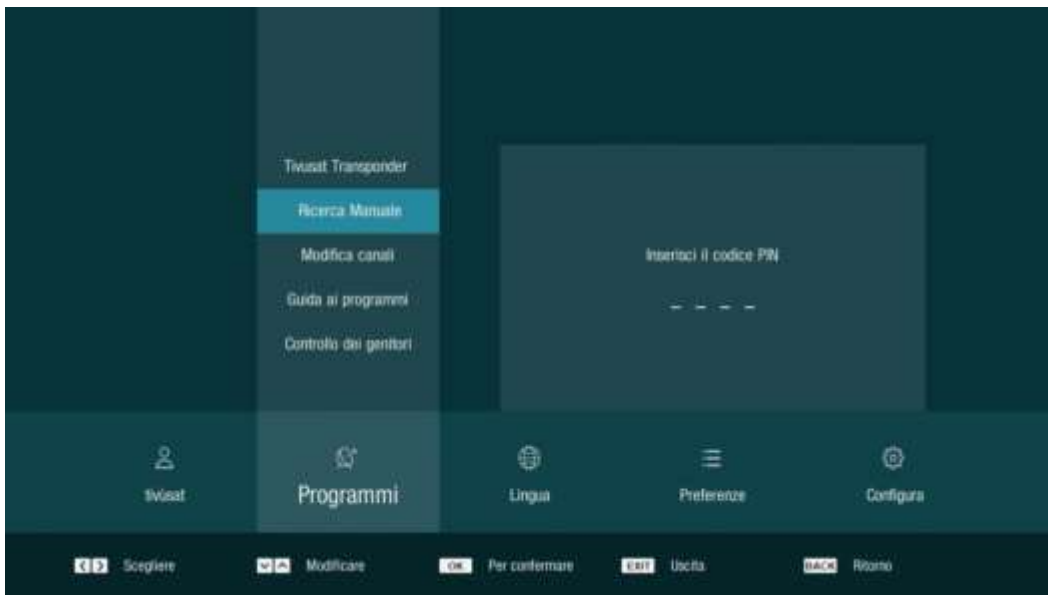 Tivusat Transponder
Ricerca Manuale
Modifica canali
Guida ai programmi
Controllo dei genitori
Inserisci il codice PIN
_ _ _ _
tivùsat
Programmi
Lingua
Preferenze
Configura
Scegliere
Modificare
OK Per confermare
EXIT Uscita
BACK Ritorno